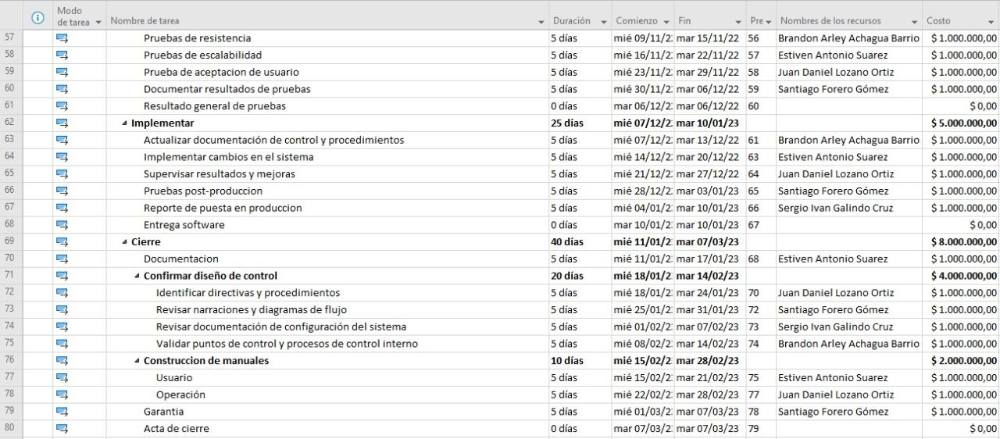 Modo de tarea Nombre de tarea Duración Comienzo Fin Pre Nombres de los recursos Costo
57 Pruebas de resistencia 5 días mié 09/11/2 mar 15/11/22 56 Brandon Arley Achagua Barrio $ 1.000.000,00
58 Pruebas de escalabilidad 5 días mié 16/11/2 mar 22/11/22 57 Estiven Antonio Suarez $ 1.000.000,00
59 Prueba de aceptacion de usuario 5 días mié 23/11/2 mar 29/11/22 58 Juan Daniel Lozano Ortiz $ 1.000.000,00
60 Documentar resultados de pruebas 5 días mié 30/11/2 mar 06/12/22 59 Santiago Forero Gómez $ 1.000.000,00
61 Resultado general de pruebas 0 días mar 06/12/2 mar 06/12/22 60 $ 0,00
62 Implementar 25 días mié 07/12/2 mar 10/01/23 $ 5.000.000,00
63 Actualizar documentación de control y procedimientos 5 días mié 07/12/2 mar 13/12/22 61 Brandon Arley Achagua Barrio $ 1.000.000,00
64 Implementar cambios en el sistema 5 días mié 14/12/2 mar 20/12/22 63 Estiven Antonio Suarez $ 1.000.000,00
65 Supervisar resultados y mejoras 5 días mié 21/12/2 mar 27/12/22 64 Juan Daniel Lozano Ortiz $ 1.000.000,00
66 Pruebas post-produccion 5 días mié 28/12/2 mar 03/01/23 65 Santiago Forero Gómez $ 1.000.000,00
67 Reporte de puesta en produccion 5 días mié 04/01/2 mar 10/01/23 66 Sergio Ivan Galindo Cruz $ 1.000.000,00
68 Entrega software 0 días mar 10/01/2 mar 10/01/23 67 $ 0,00
69 Cierre 40 días mié 11/01/2 mar 07/03/23 $ 8.000.000,00
70 Documentacion 5 días mié 11/01/2 mar 17/01/23 68 Estiven Antonio Suarez $ 1.000.000,00
71 Confirmar diseño de control 20 días mié 18/01/2 mar 14/02/23 $ 4.000.000,00
72 Identificar directivas y procedimientos 5 días mié 18/01/2 mar 24/01/23 70 Juan Daniel Lozano Ortiz $ 1.000.000,00
73 Revisar narraciones y diagramas de flujo 5 días mié 25/01/2 mar 31/01/23 72 Santiago Forero Gómez $ 1.000.000,00
74 Revisar documentación de configuración del sistema 5 días mié 01/02/2 mar 07/02/23 73 Sergio Ivan Galindo Cruz $ 1.000.000,00
75 Validar puntos de control y procesos de control interno 5 días mié 08/02/2 mar 14/02/23 74 Brandon Arley Achagua Barrio $ 1.000.000,00
76 Construccion de manuales 10 días mié 15/02/2 mar 28/02/23 $ 2.000.000,00
77 Usuario 5 días mié 15/02/2 mar 21/02/23 75 Estiven Antonio Suarez $ 1.000.000,00
78 Operación 5 días mié 22/02/2 mar 28/02/23 77 Juan Daniel Lozano Ortiz $ 1.000.000,00
79 Garantia 5 días mié 01/03/2 mar 07/03/23 78 Santiago Forero Gómez $ 1.000.000,00
80 Acta de cierre 0 días mar 07/03/2 mar 07/03/23 79 $ 0,00